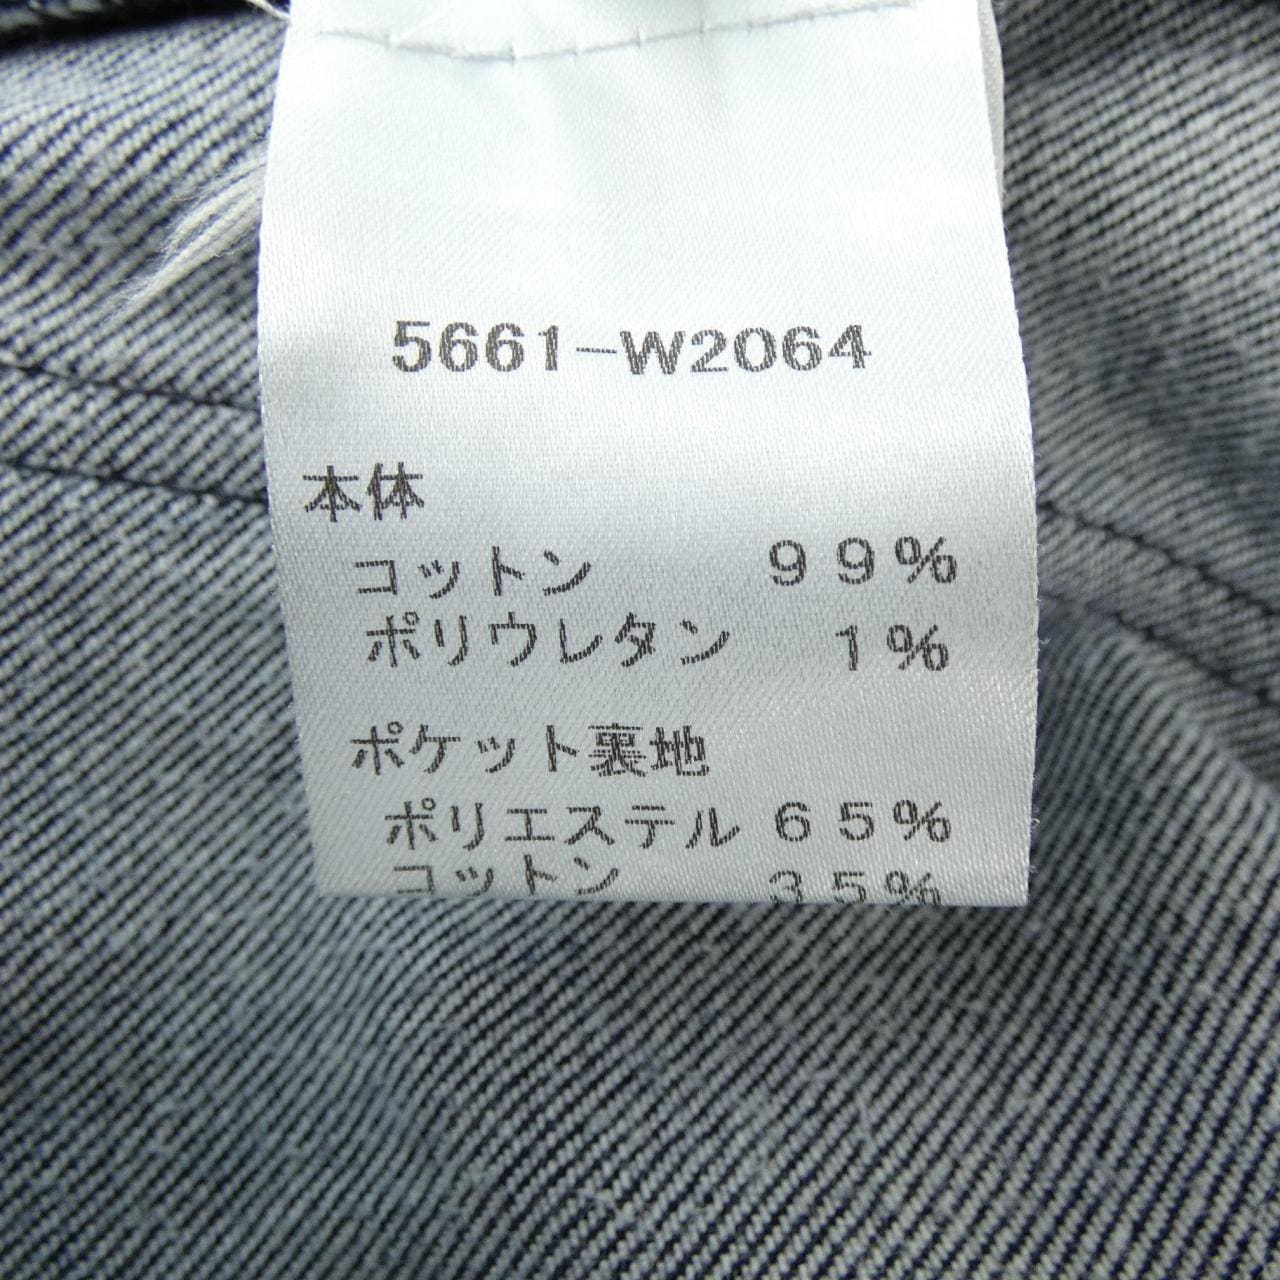 5661-W2064
本体
コットン 99%
ポリウレタン 1%
ポケット裏地
ポリエステル 65%
コットン 35%